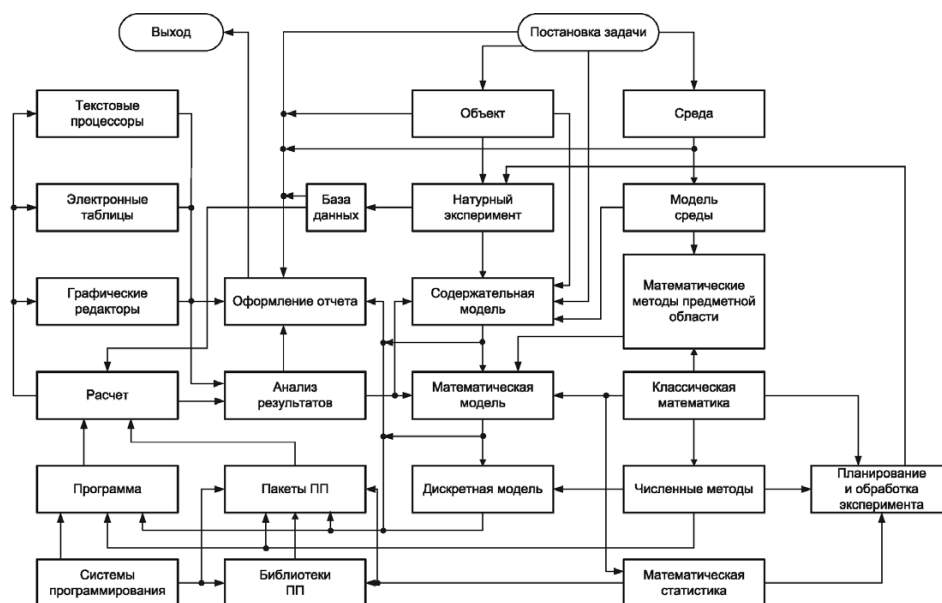 Выход
Постановка задачи
Текстовые
процессоры
Объект
Среда
Электронные
таблицы
База
данных
Натурный
эксперимент
Модель
среды
Графические
редакторы
Оформление отчета
Содержательная
модель
Математические
методы предметной
области
Расчет
Анализ
результатов
Математическая
модель
Классическая
математика
Программа
Пакеты ПП
Дискретная модель
Численные методы
Планирование
и обработка
эксперимента
Системы
программирования
Библиотеки
ПП
Математическая
статистика